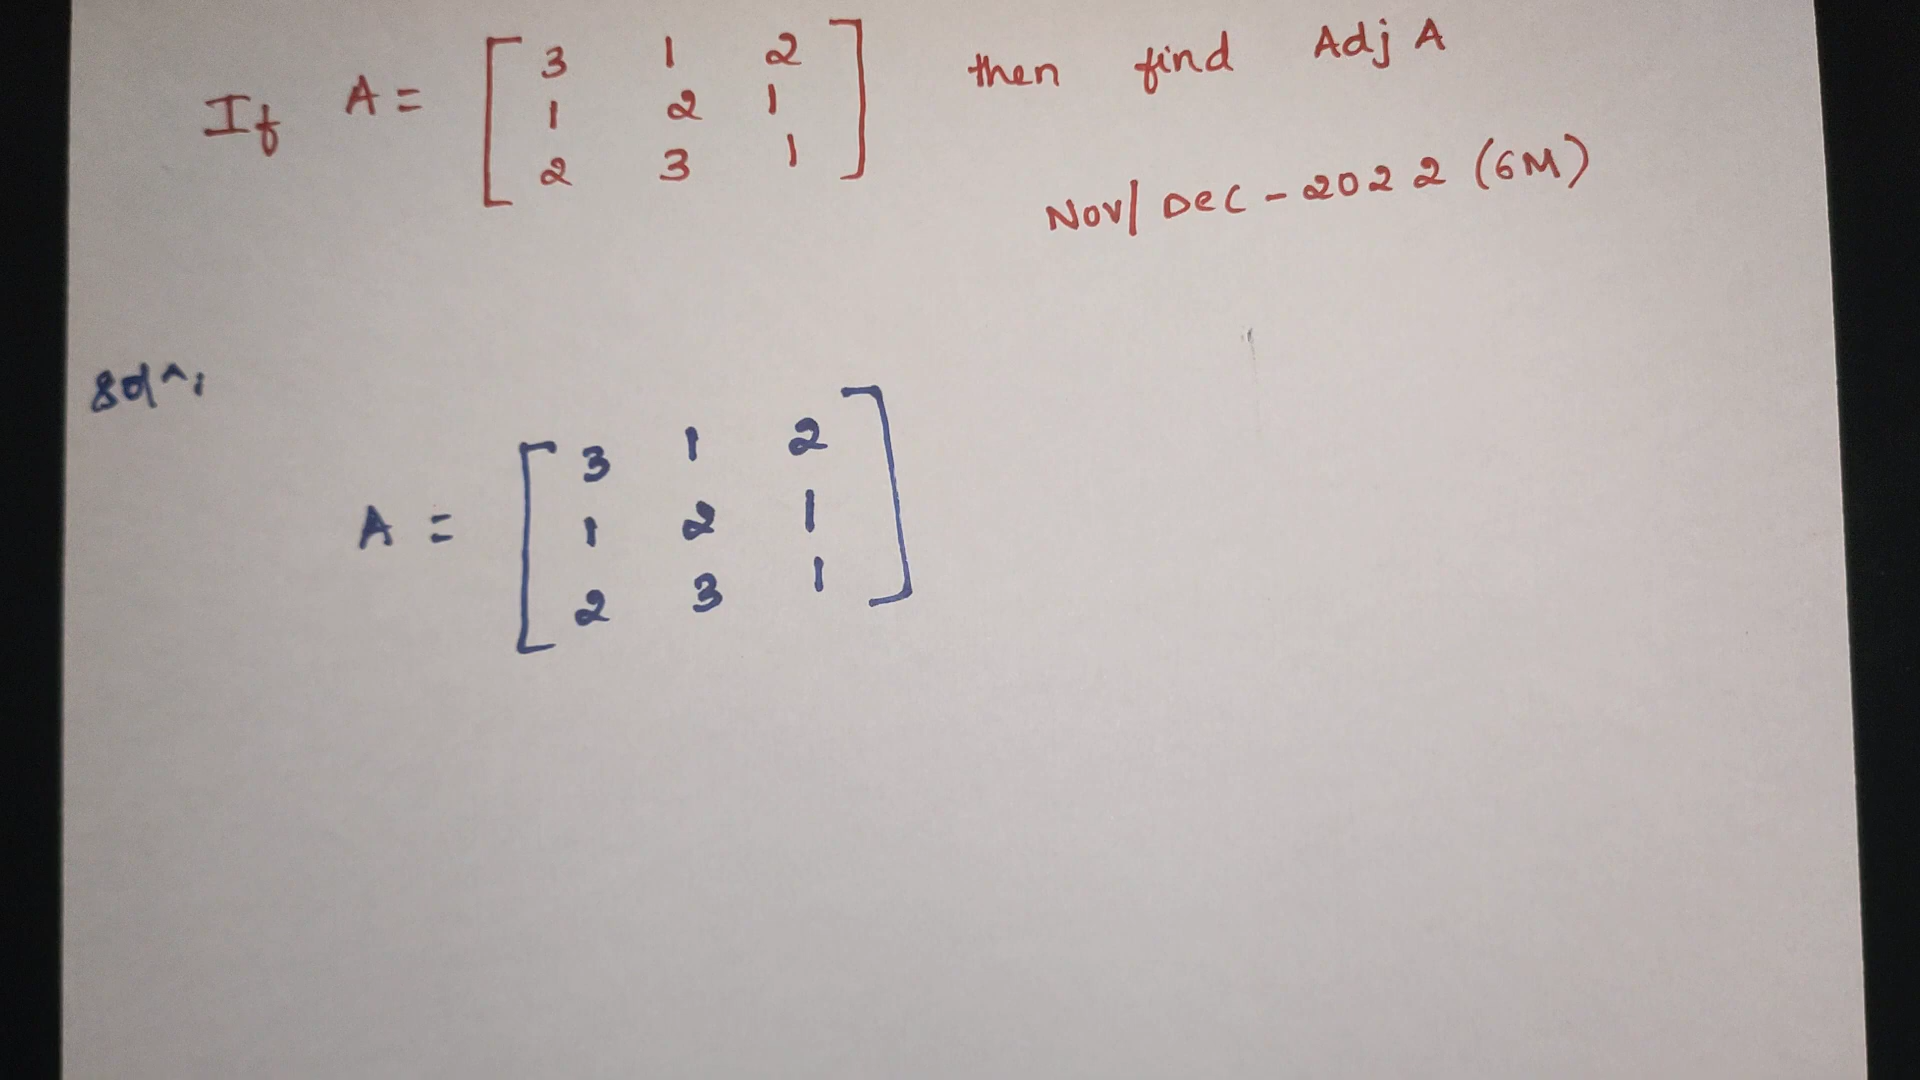 If A = [ 3 1 2 ] then find Adj A
1 2 1
2 3 1
Nov/Dec-2022 (6M)
Solⁿ:
A = [ 3 1 2 ]
1 2 1
2 3 1